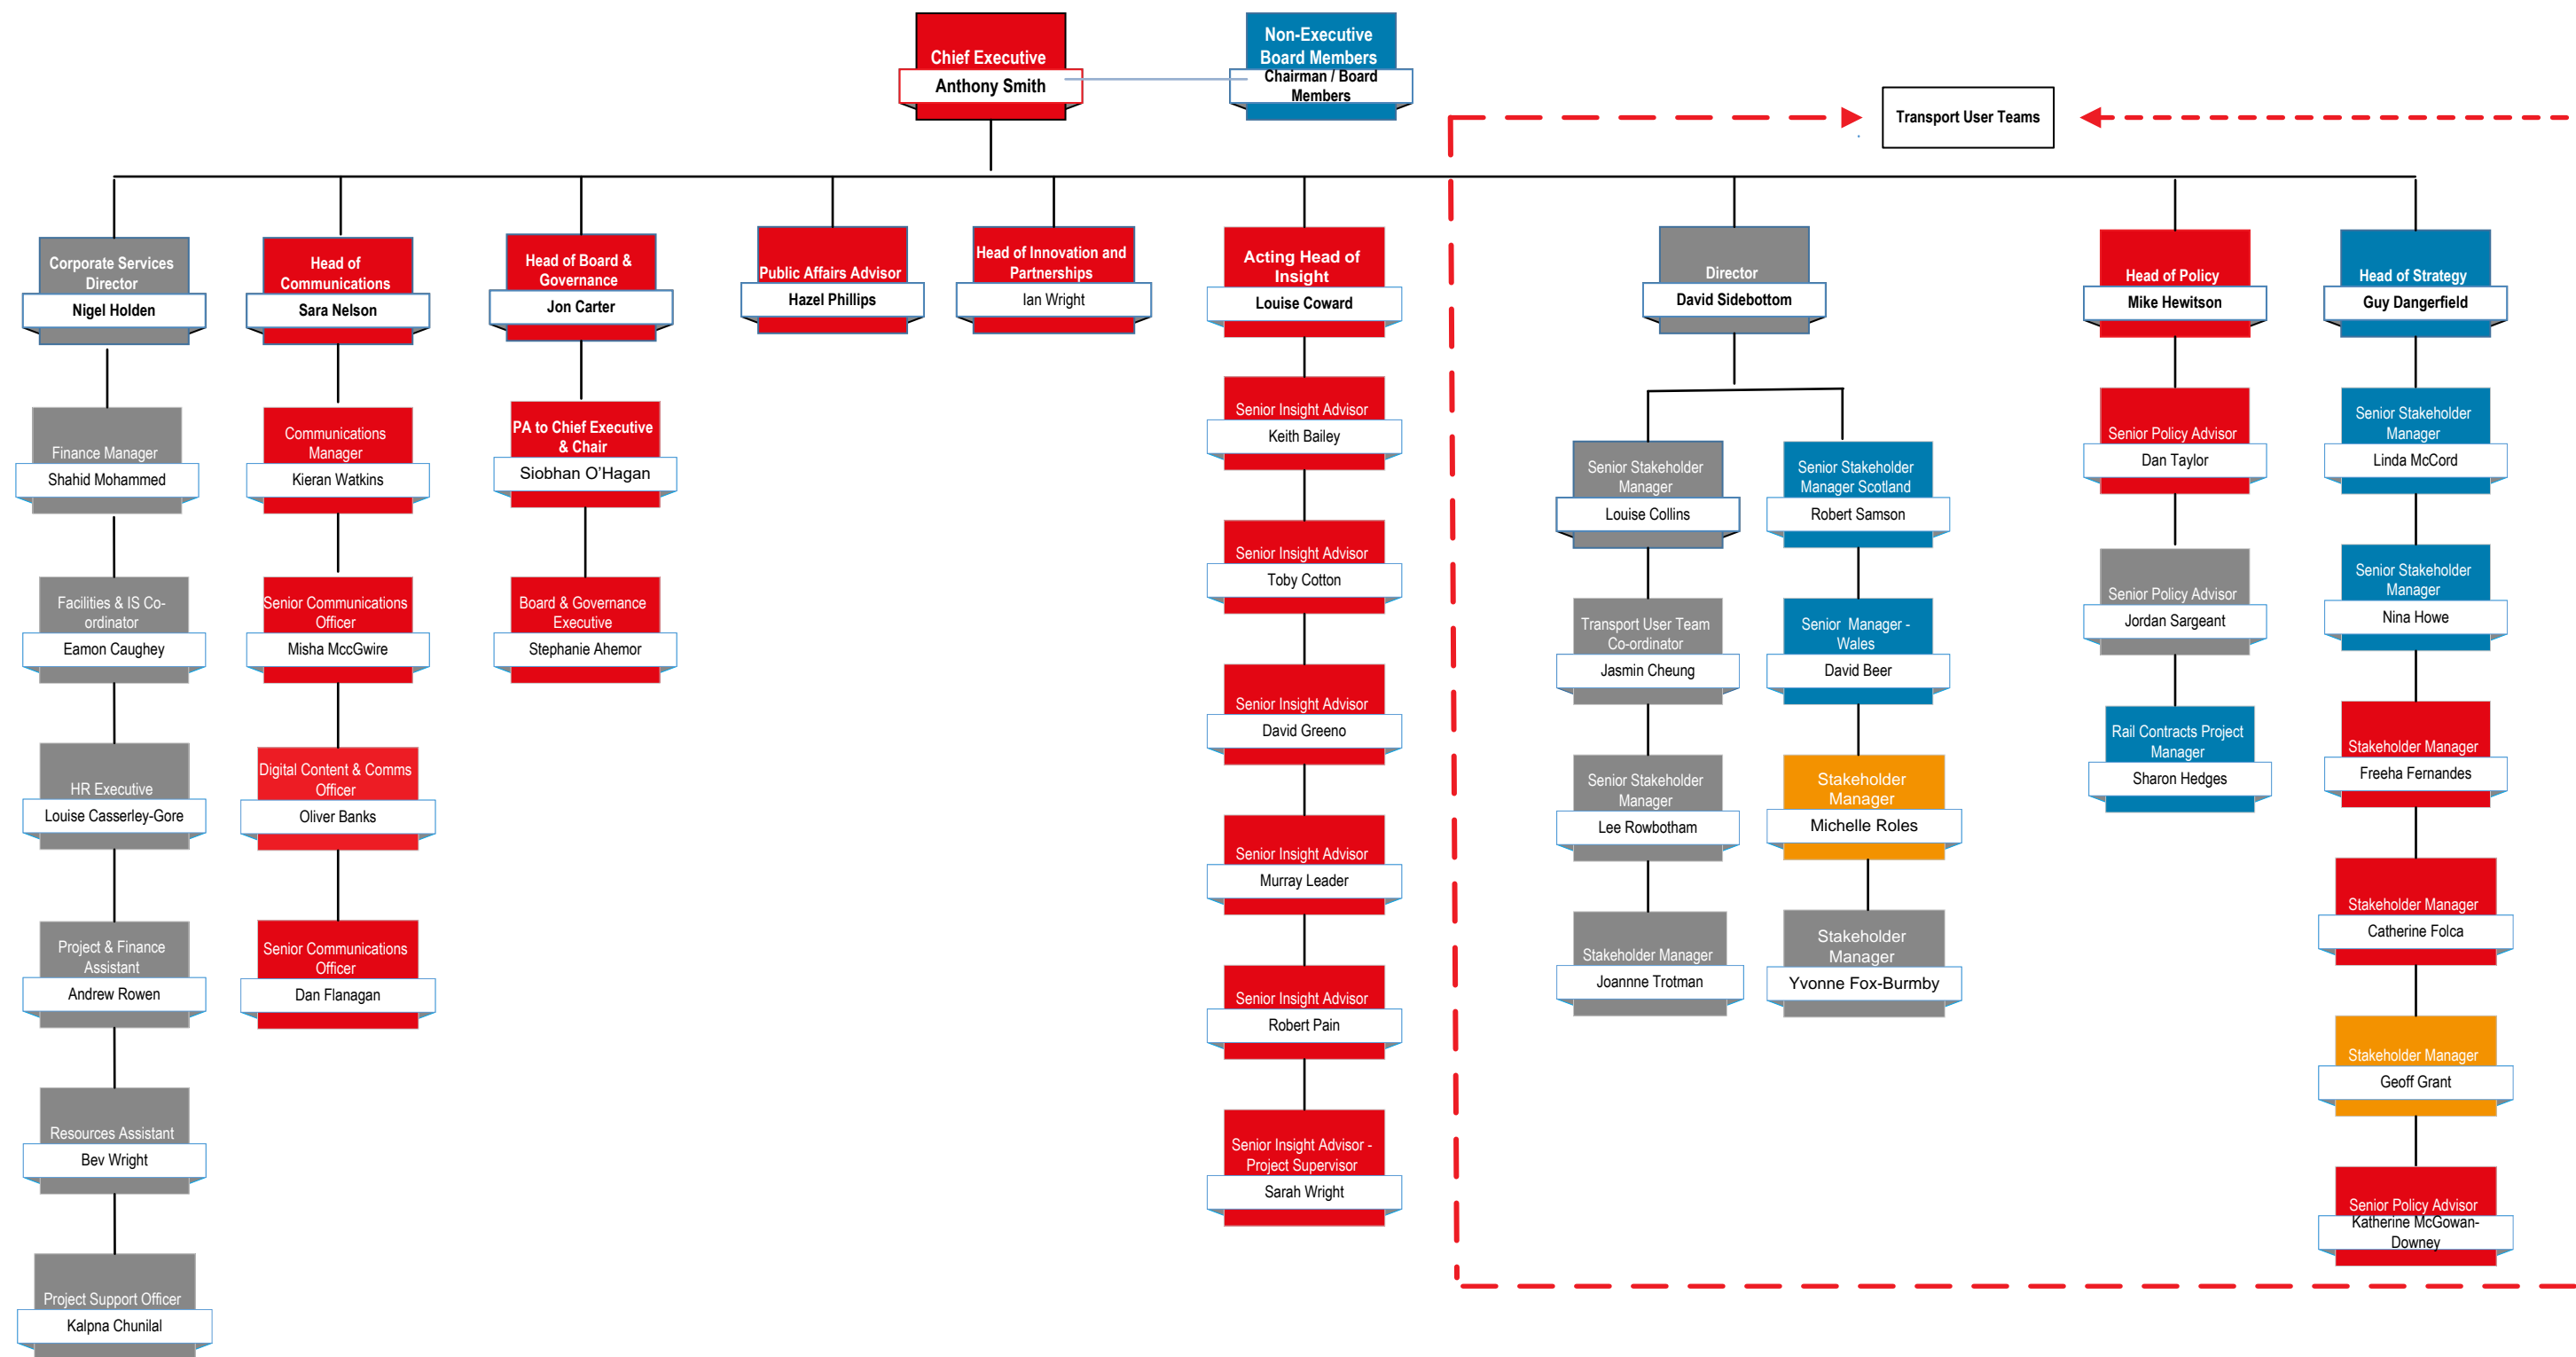 Chief Executive
Anthony Smith
Non-Executive
Board Members
Chairman / Board
Members
Transport User Teams
Corporate Services
Director
Nigel Holden
Finance Manager
Shahid Mohammed
Facilities & IS Co-
ordinator
Eamon Caughey
HR Executive
Louise Casserley-Gore
Project & Finance
Assistant
Andrew Rowen
Resources Assistant
Bev Wright
Project Support Officer
Kalpna Chunilal
Head of
Communications
Sara Nelson
Communications
Manager
Kieran Watkins
Senior Communications
Officer
Misha MccGwire
Digital Content & Comms
Officer
Oliver Banks
Senior Communications
Officer
Dan Flanagan
Head of Board &
Governance
Jon Carter
PA to Chief Executive
& Chair
Siobhan O’Hagan
Board & Governance
Executive
Stephanie Ahemor
Public Affairs Advisor
Hazel Phillips
Head of Innovation and
Partnerships
Ian Wright
Acting Head of
Insight
Louise Coward
Senior Insight Advisor
Keith Bailey
Senior Insight Advisor
Toby Cotton
Senior Insight Advisor
David Greeno
Senior Insight Advisor
Murray Leader
Senior Insight Advisor
Robert Pain
Senior Insight Advisor -
Project Supervisor
Sarah Wright
Director
David Sidebottom
Senior Stakeholder
Manager
Louise Collins
Transport User Team
Co-ordinator
Jasmin Cheung
Senior Stakeholder
Manager
Lee Rowbotham
Stakeholder Manager
Joannne Trotman
Senior Stakeholder
Manager Scotland
Robert Samson
Senior Manager -
Wales
David Beer
Stakeholder
Manager
Michelle Roles
Stakeholder
Manager
Yvonne Fox-Burmby
Head of Policy
Mike Hewitson
Senior Policy Advisor
Dan Taylor
Senior Policy Advisor
Jordan Sargeant
Rail Contracts Project
Manager
Sharon Hedges
Head of Strategy
Guy Dangerfield
Senior Stakeholder
Manager
Linda McCord
Senior Stakeholder
Manager
Nina Howe
Stakeholder Manager
Freeha Fernandes
Stakeholder Manager
Catherine Folca
Stakeholder Manager
Geoff Grant
Senior Policy Advisor
Katherine McGowan-
Downey